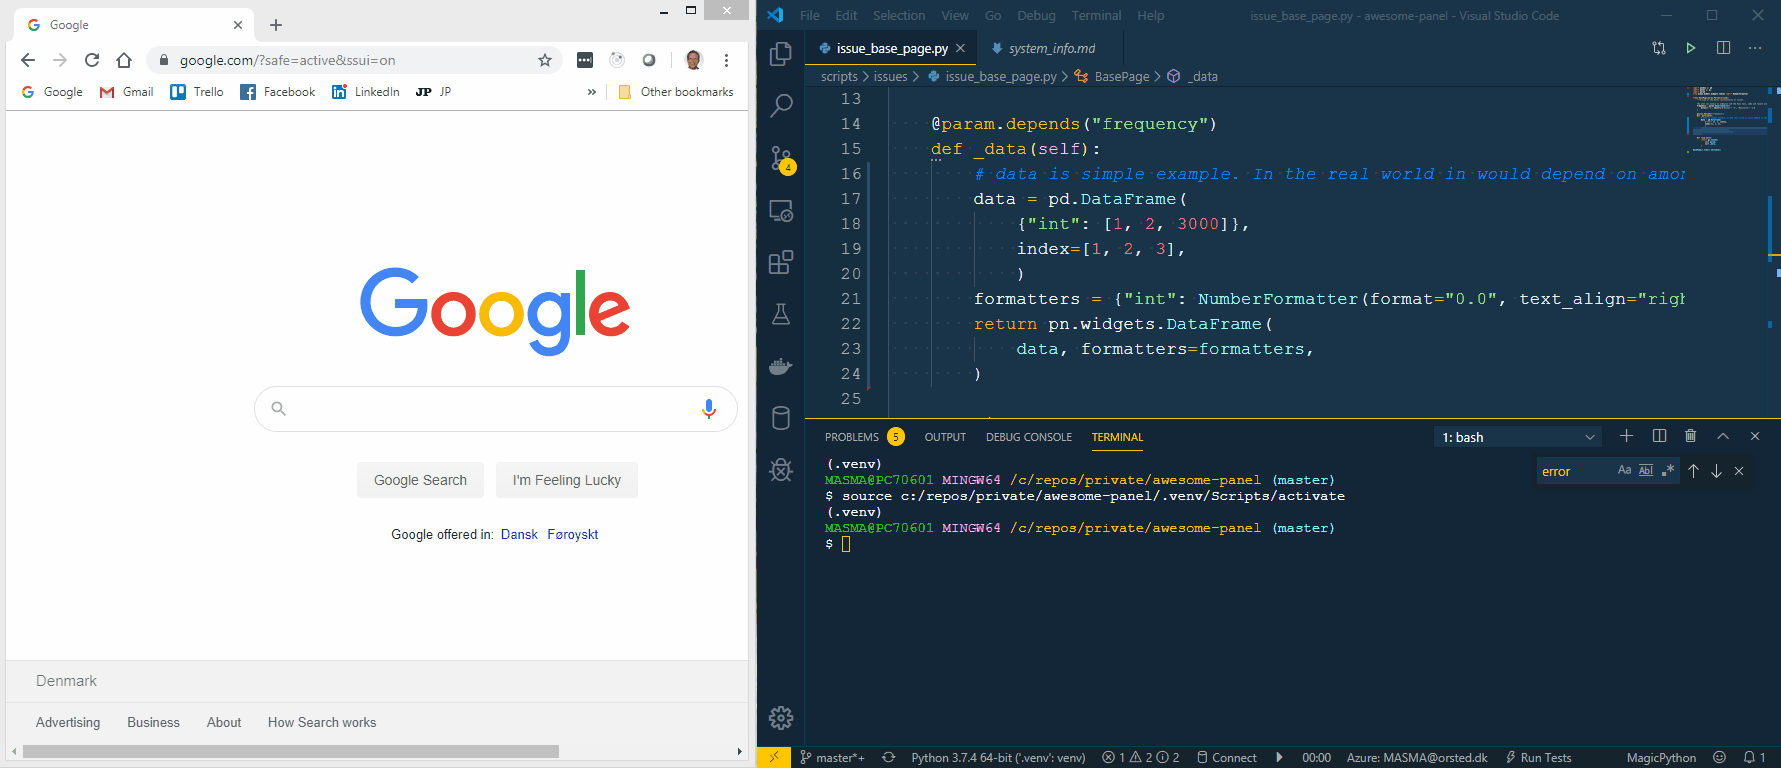 Google
google.com/?safe=active&ssui=on
Google Gmail Trello Facebook LinkedIn JP JP » Other bookmarks
Google
Google Search I'm Feeling Lucky
Google offered in: Dansk Føroyskt
Denmark
Advertising Business About How Search works
File Edit Selection View Go Debug Terminal Help issue_base_page.py - awesome-panel - Visual Studio Code
issue_base_page.py system_info.md
scripts > issues > issue_base_page.py > BasePage > _data
13
14 @param.depends("frequency")
15 def _data(self):
16 # data is simple example. In the real world in would depend on amor
17 data = pd.DataFrame(
18 {"int": [1, 2, 3000]},
19 index=[1, 2, 3],
20 )
21 formatters = {"int": NumberFormatter(format="0.0", text_align="righ
22 return pn.widgets.DataFrame(
23 data, formatters=formatters,
24 )
25
4
PROBLEMS 5 OUTPUT DEBUG CONSOLE TERMINAL 1: bash
error Aa Abl .*
(.venv)
MASMA@PC70601 MINGW64 /c/repos/private/awesome-panel (master)
$ source c:/repos/private/awesome-panel/.venv/Scripts/activate
(.venv)
MASMA@PC70601 MINGW64 /c/repos/private/awesome-panel (master)
$
master*+ Python 3.7.4 64-bit ('.venv': venv) 1 2 2 Connect 00:00 Azure: MASMA@orsted.dk Run Tests MagicPython 1